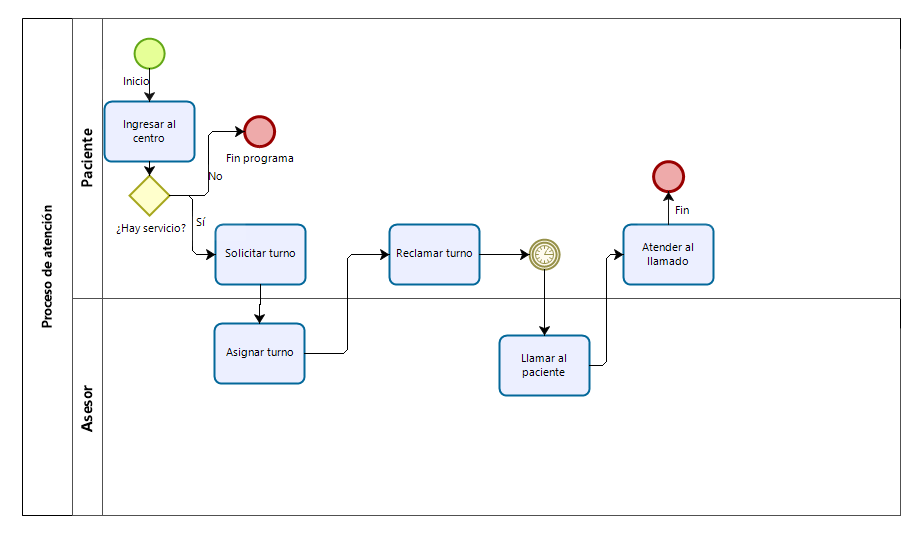 Proceso de atención
Paciente
Inicio
Ingresar al
centro
Fin programa
No
¿Hay servicio?
Sí
Solicitar turno
Reclamar turno
Atender al
llamado
Fin
Asesor
Asignar turno
Llamar al
paciente